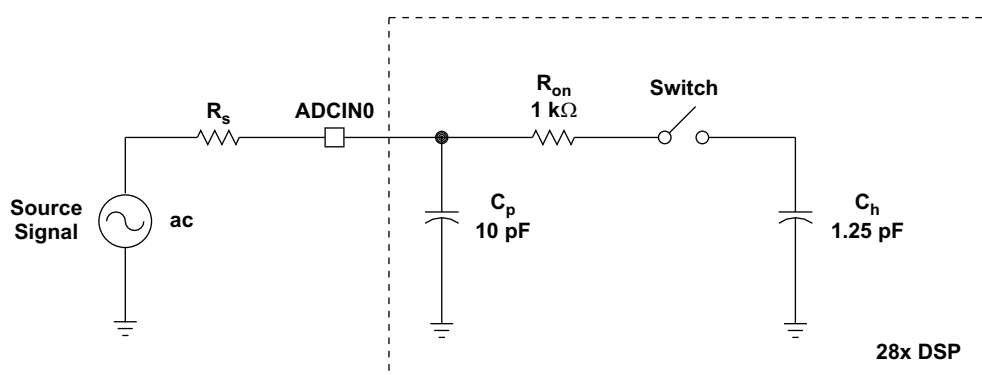 Rs
ADCIN0
Ron
1 kΩ
Switch
Source
Signal
ac
Cp
10 pF
Ch
1.25 pF
28x DSP